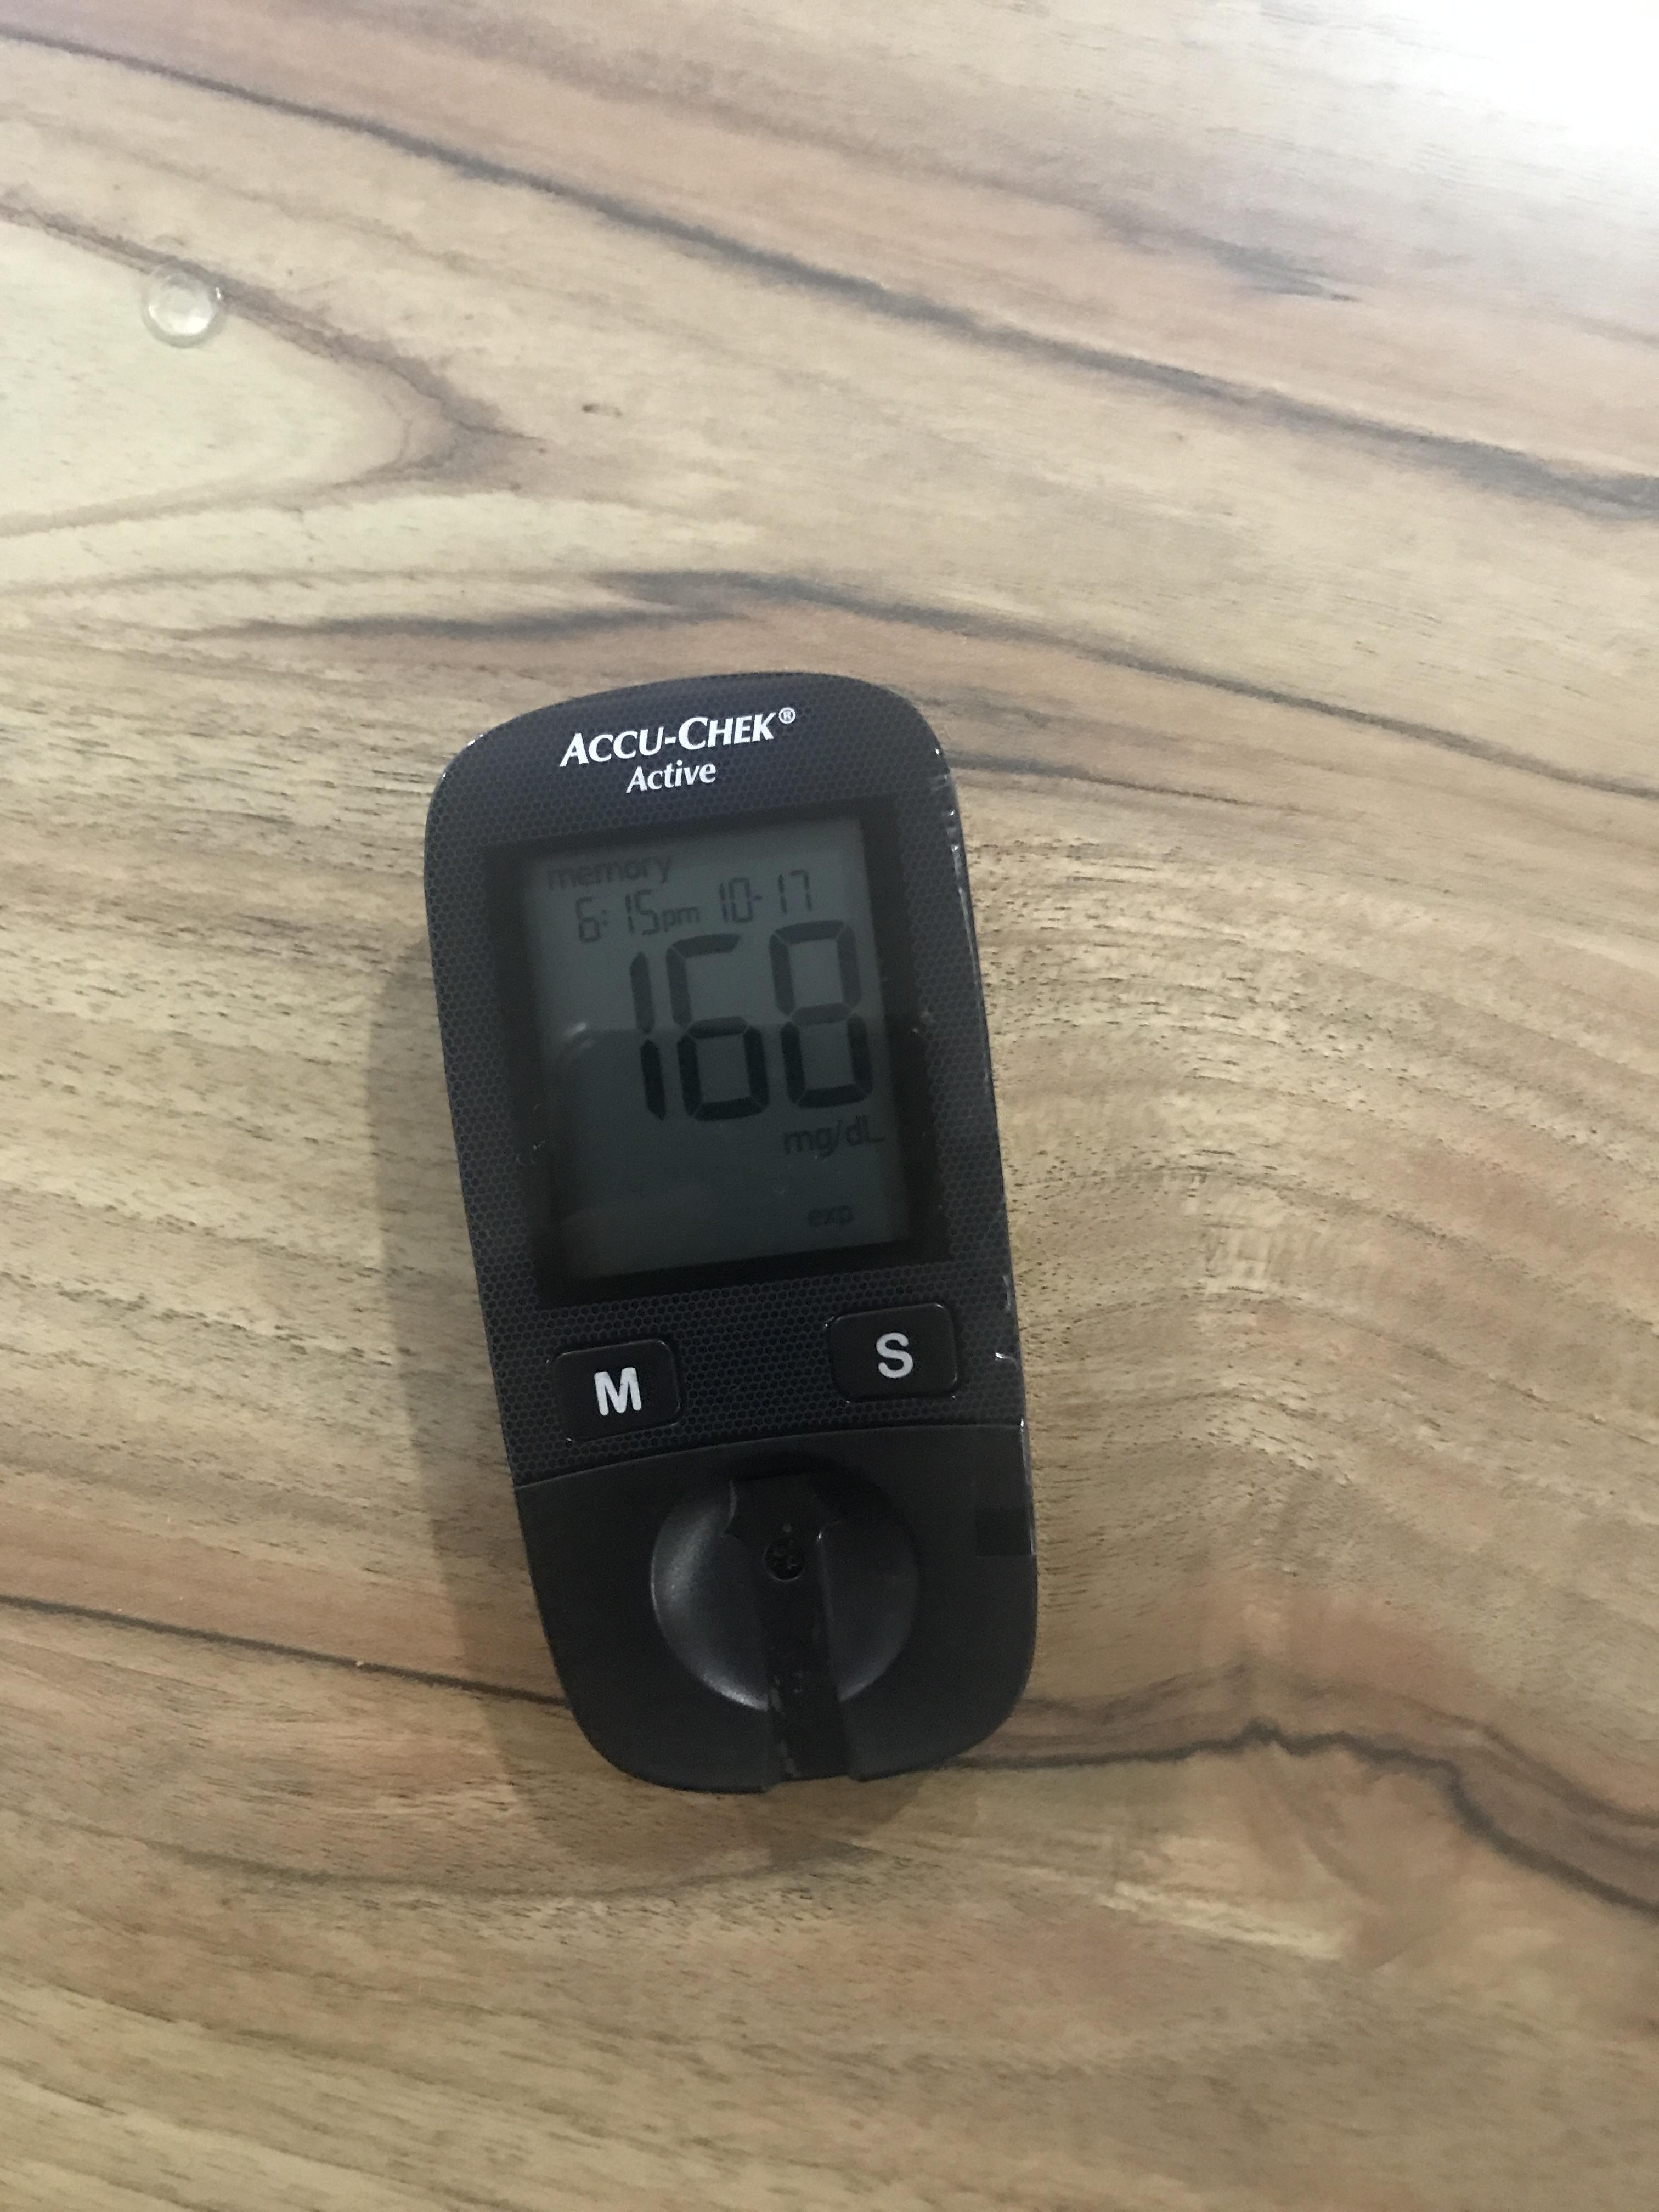 ACCU-CHEK®
Active
memory
6:15pm 10-17
168
mg/dL
exp
M
S